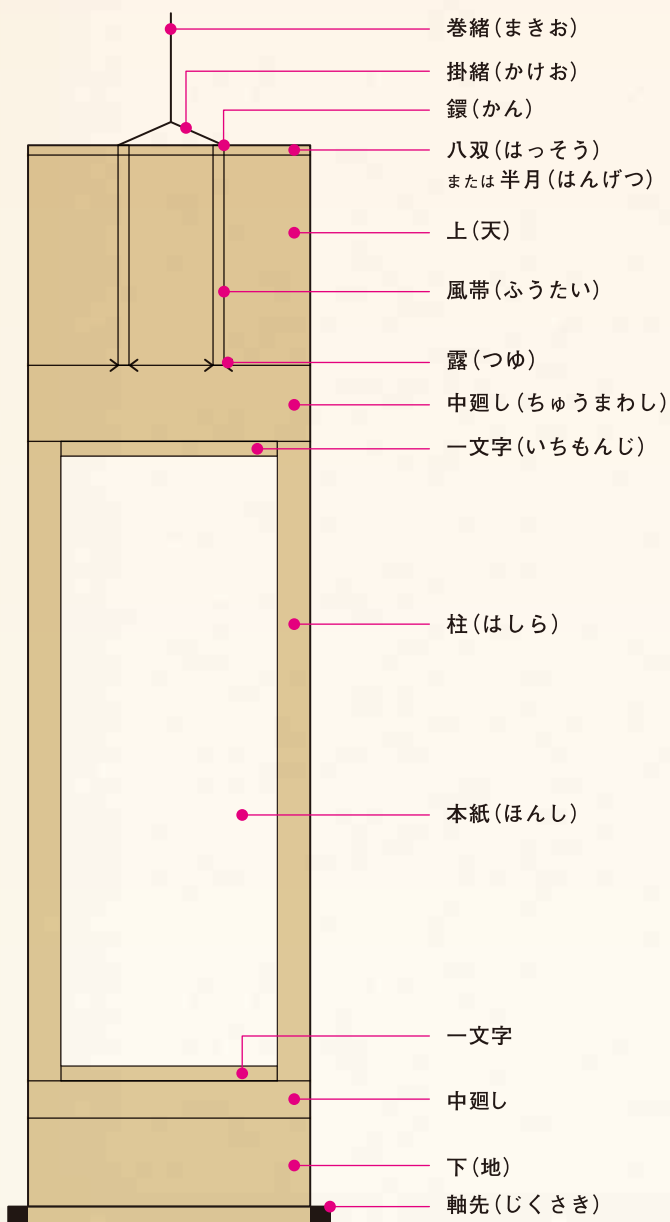 巻緒(まきお)
掛緒(かけお)
鐶(かん)
八双(はっそう)
または 半月(はんげつ)
上(天)
風帯(ふうたい)
露(つゆ)
中廻し(ちゅうまわし)
一文字(いちもんじ)
柱(はしら)
本紙(ほんし)
一文字
中廻し
下(地)
軸先(じくさき)